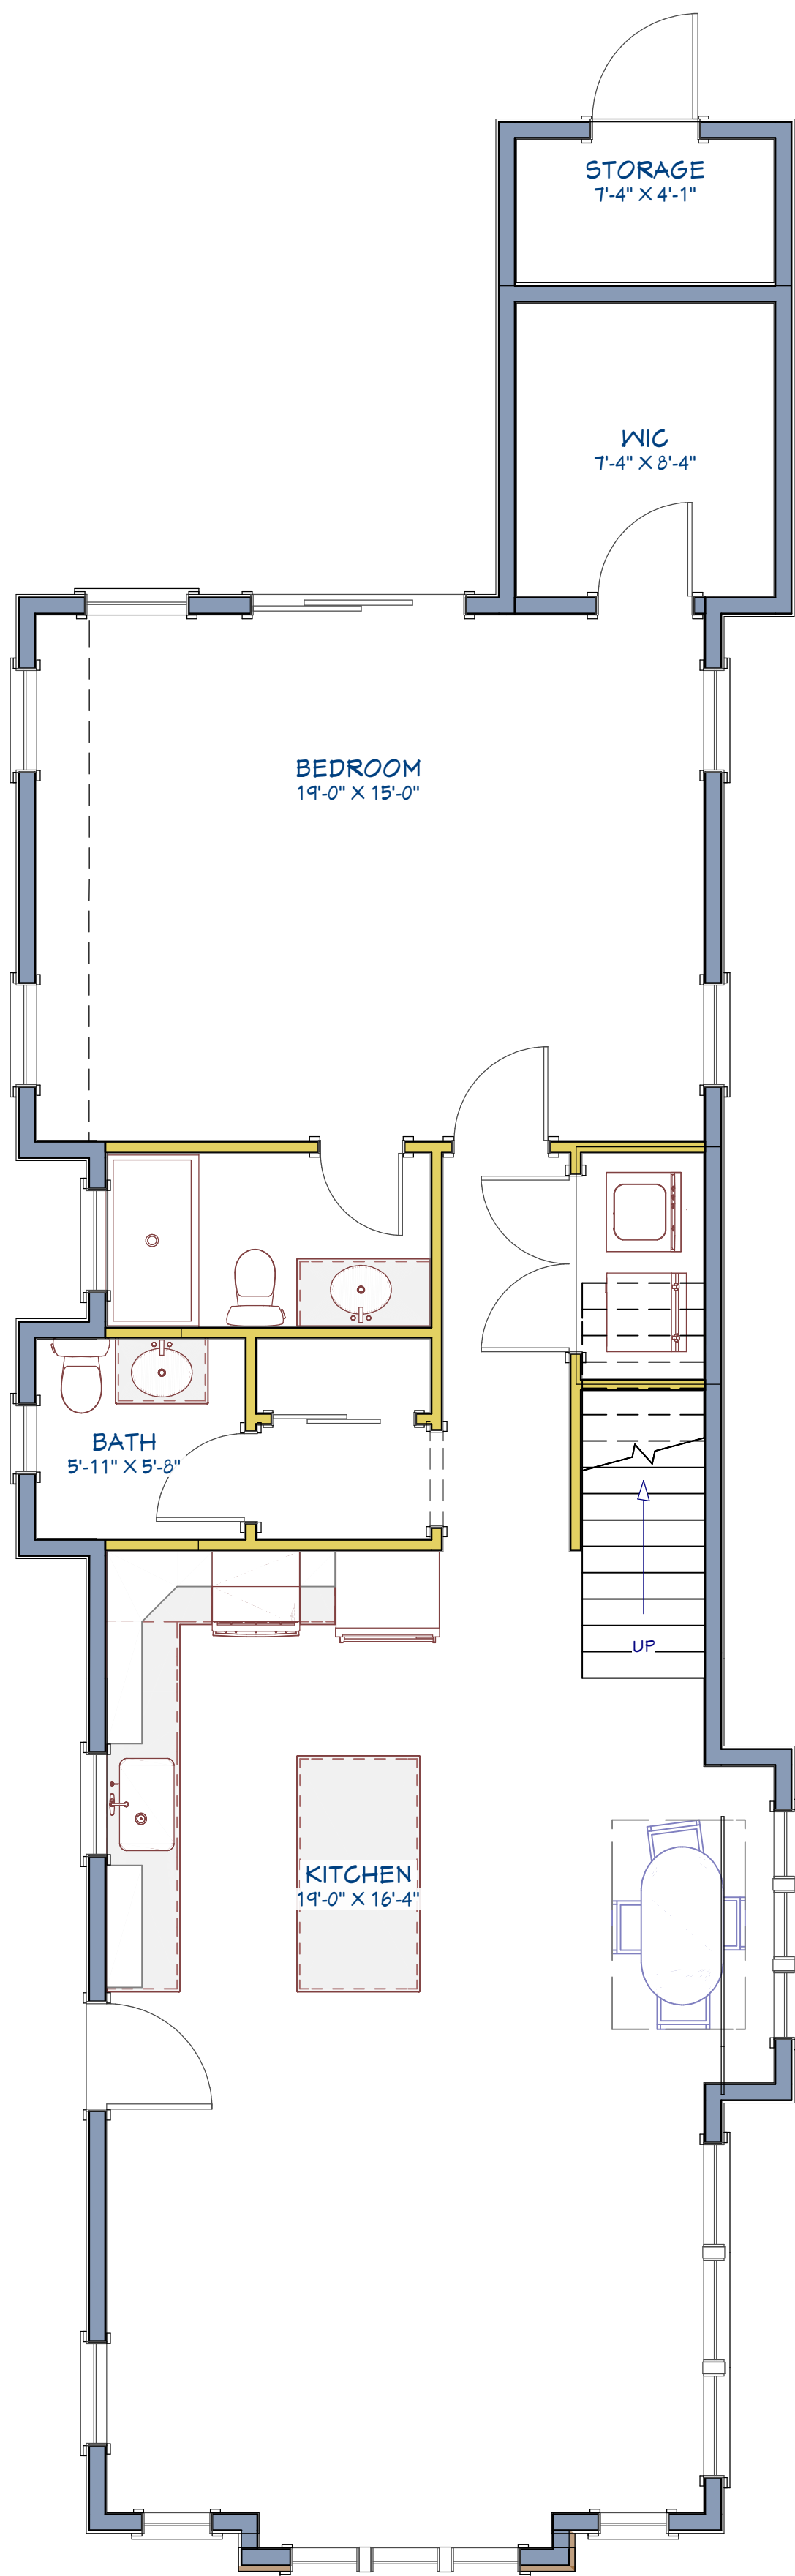 STORAGE
7'-4" X 4'-1"
WIC
7'-4" X 8'-4"
BEDROOM
19'-0" X 15'-0"
BATH
5'-11" X 5'-8"
UP
KITCHEN
19'-0" X 16'-4"